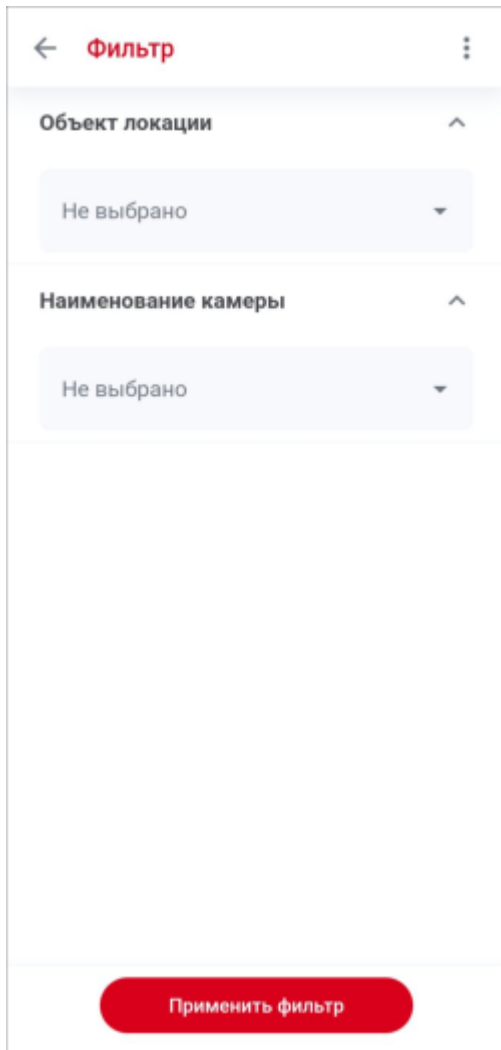 Фильтр
Объект локации
Не выбрано
Наименование камеры
Не выбрано
Применить фильтр